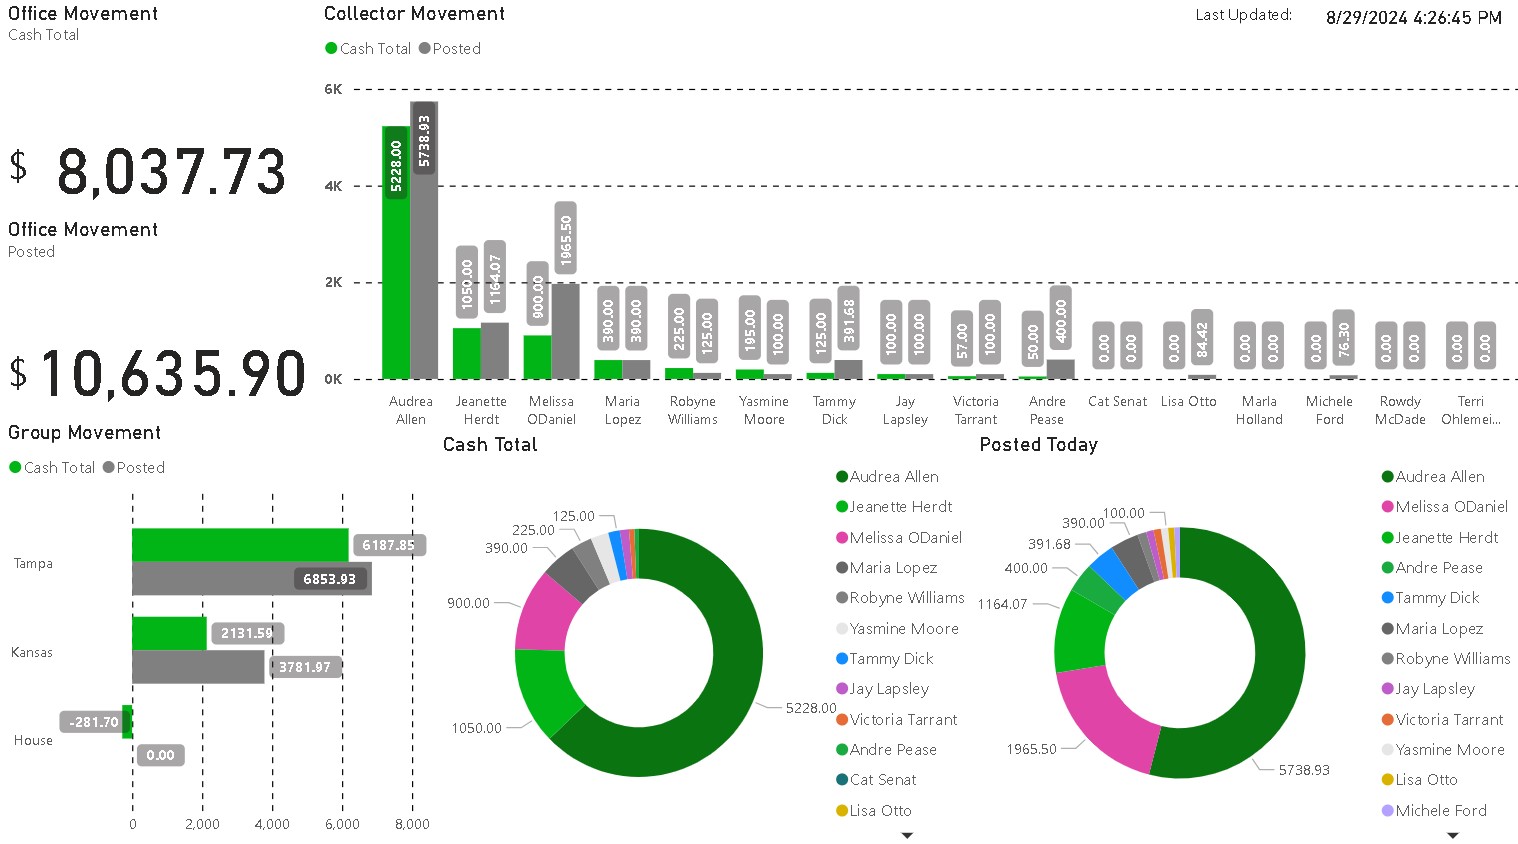 Office Movement
Cash Total
$ 8,037.73
Office Movement
Posted
$ 10,635.90
Collector Movement
Cash Total Posted
Last Updated: 8/29/2024 4:26:45 PM
6K
4K
2K
0K
5228.00
5738.93
1050.00
1164.07
900.00
1965.50
390.00
390.00
225.00
125.00
195.00
100.00
125.00
391.68
100.00
100.00
57.00
100.00
50.00
400.00
0.00
0.00
0.00
84.42
0.00
0.00
0.00
76.30
0.00
0.00
0.00
0.00
Audrea
Allen
Jeanette
Herdt
Melissa
ODaniel
Maria
Lopez
Robyne
Williams
Yasmine
Moore
Tammy
Dick
Jay
Lapsley
Victoria
Tarrant
Andre
Pease
Cat Senat
Lisa Otto
Marla
Holland
Michele
Ford
Rowdy
McDade
Terri
Ohlemei...
Group Movement
Cash Total Posted
Tampa
6187.85
6853.93
Kansas
2131.59
3781.97
House
-281.70
0.00
0 2,000 4,000 6,000 8,000
Cash Total
125.00
225.00
390.00
900.00
1050.00
5228.00
Audrea Allen
Jeanette Herdt
Melissa ODaniel
Maria Lopez
Robyne Williams
Yasmine Moore
Tammy Dick
Jay Lapsley
Victoria Tarrant
Andre Pease
Cat Senat
Lisa Otto
Posted Today
100.00
390.00
391.68
400.00
1164.07
1965.50
5738.93
Audrea Allen
Melissa ODaniel
Jeanette Herdt
Andre Pease
Tammy Dick
Maria Lopez
Robyne Williams
Jay Lapsley
Victoria Tarrant
Yasmine Moore
Lisa Otto
Michele Ford